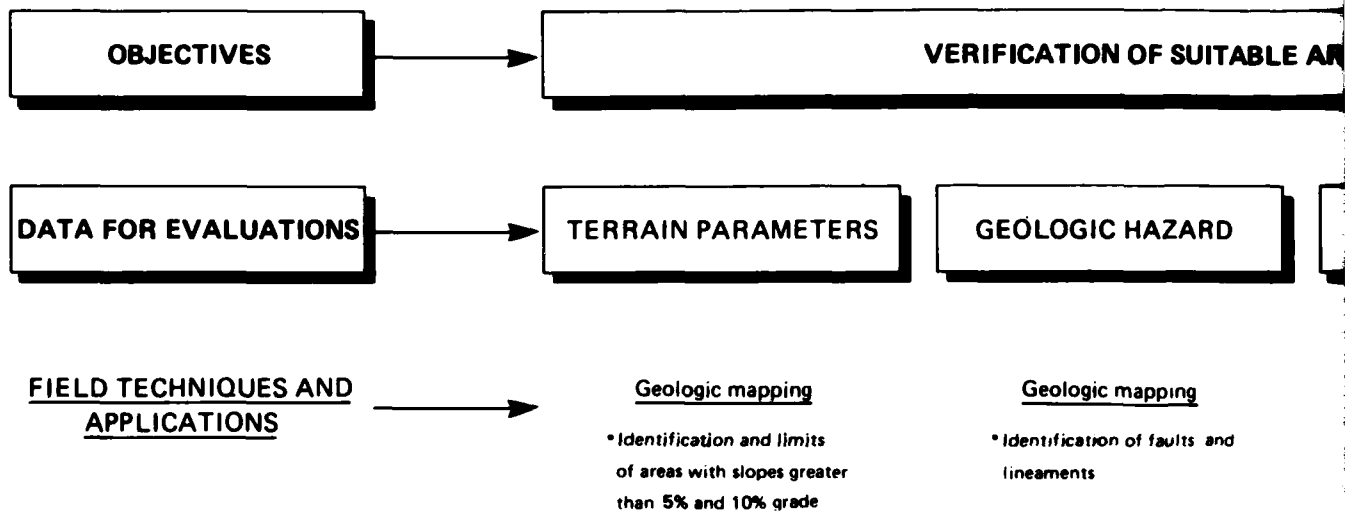 OBJECTIVES
VERIFICATION OF SUITABLE
DATA FOR EVALUATIONS
TERRAIN PARAMETERS
GEOLOGIC HAZARD
FIELD TECHNIQUES AND
APPLICATIONS
Geologic mapping
•Identification and limits
of areas with slopes greater
than 5% and 10% grade
Geologic mapping
•Identification of faults and
lineaments